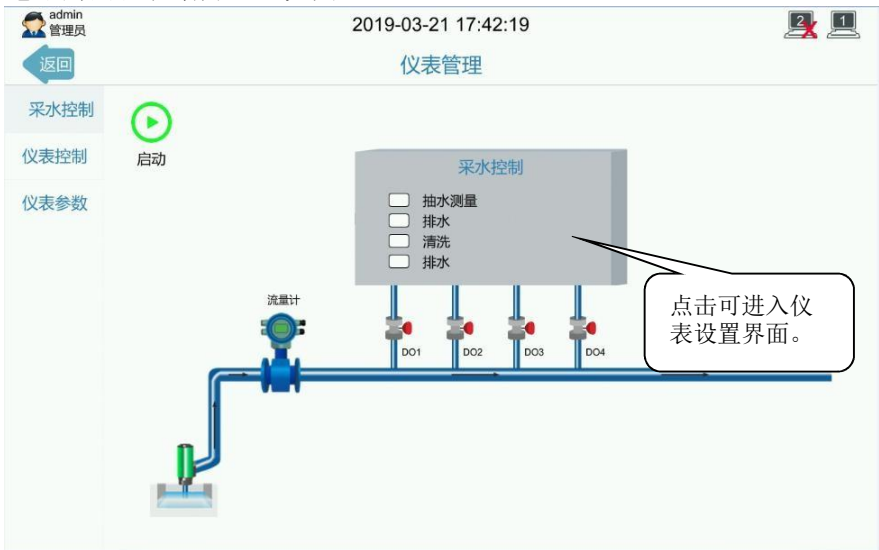 admin
管理员
2019-03-21 17:42:19
2
1
返回
仪表管理
采水控制
仪表控制
仪表参数
启动
采水控制
抽水测量
排水
清洗
排水
点击可进入仪
表设置界面。
流量计
DO1
DO2
DO3
DO4